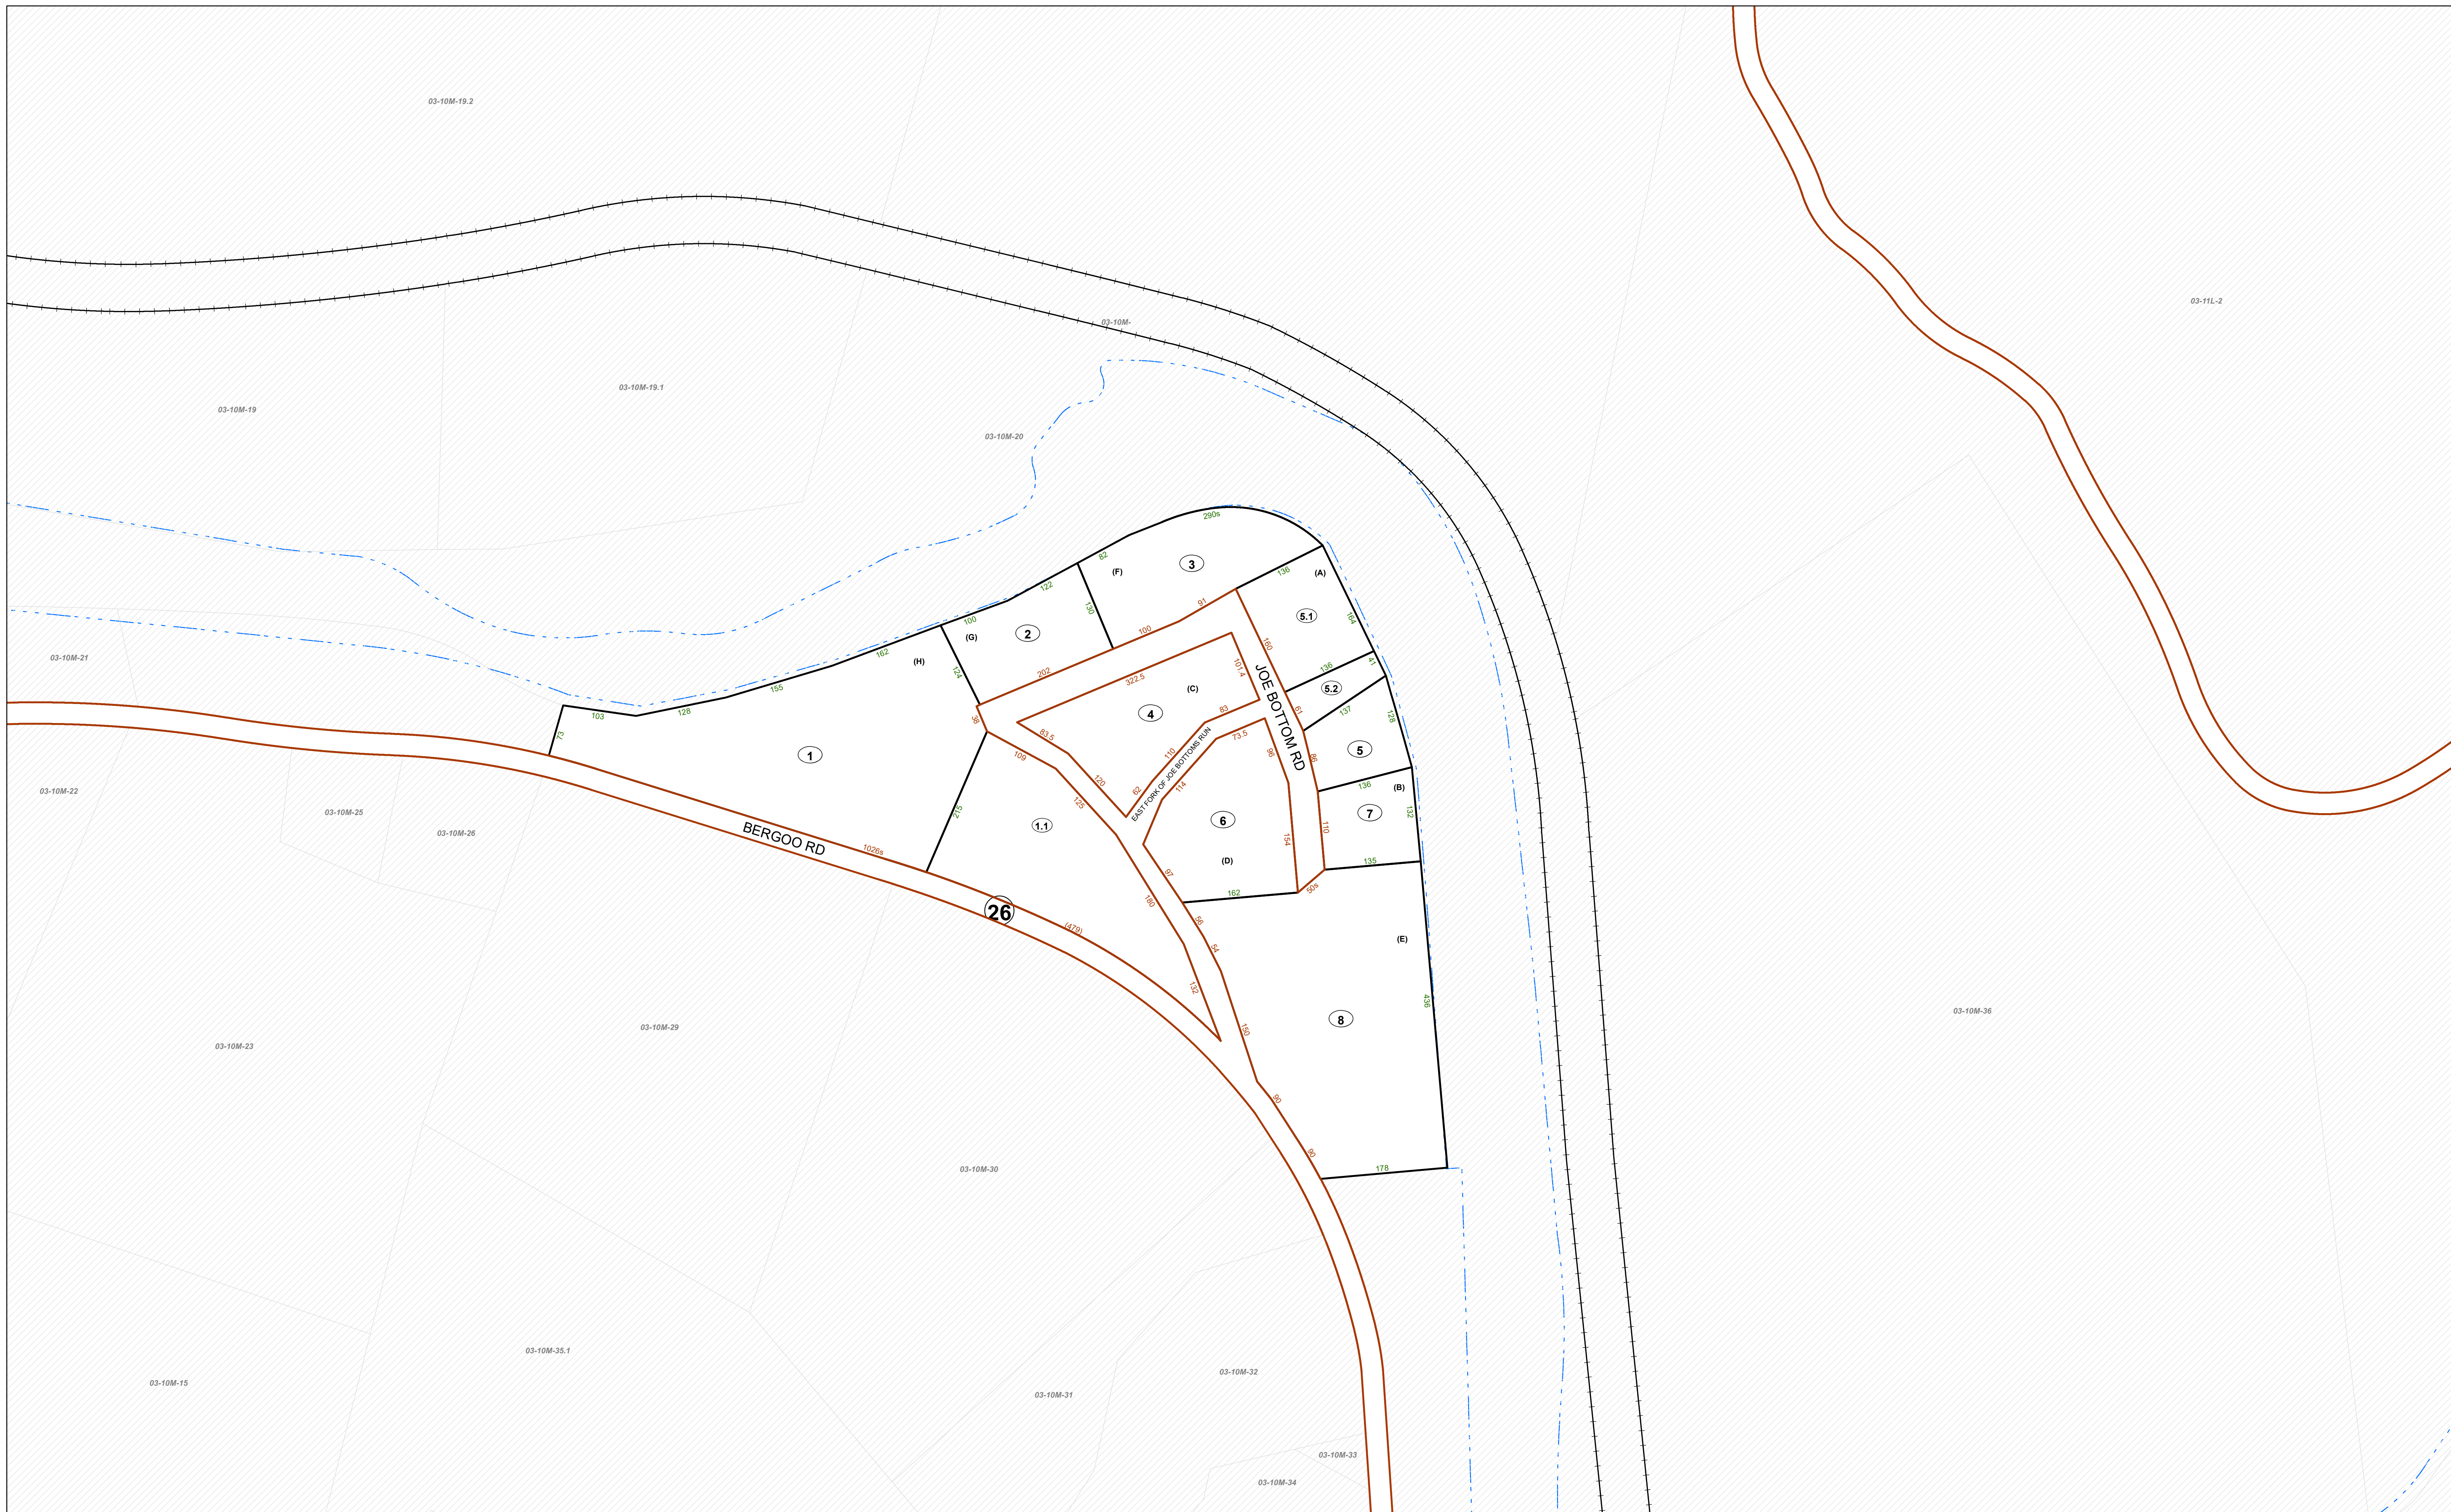 03-10M-19.2
03-11L-2
03-10M-
03-10M-19.1
03-10M-19
03-10M-20
290s
82
3
(F)
136
(A)
122
130
91
5.1
164
100
100
(G)
2
160
03-10M-21
162
(H)
124
202
101.4
136
41
155
322.5
(C)
JOE BOTTOM RD
5.2
128
103
38
4
83
61
137
128
73
83.5
73.5
1
109
110
EAST FORK OF JOE BOTTOMS RUN
96
86
5
03-10M-22
120
62
114
136
(B)
03-10M-25
125
132
7
03-10M-26
215
1.1
6
110
BERGOO RD
154
1026s
(D)
135
97
50s
162
180
26
(479)
56
54
(E)
132
436
03-10M-36
8
03-10M-29
150
03-10M-23
90
90
178
03-10M-30
03-10M-35.1
03-10M-32
03-10M-15
03-10M-31
03-10M-33
03-10M-34